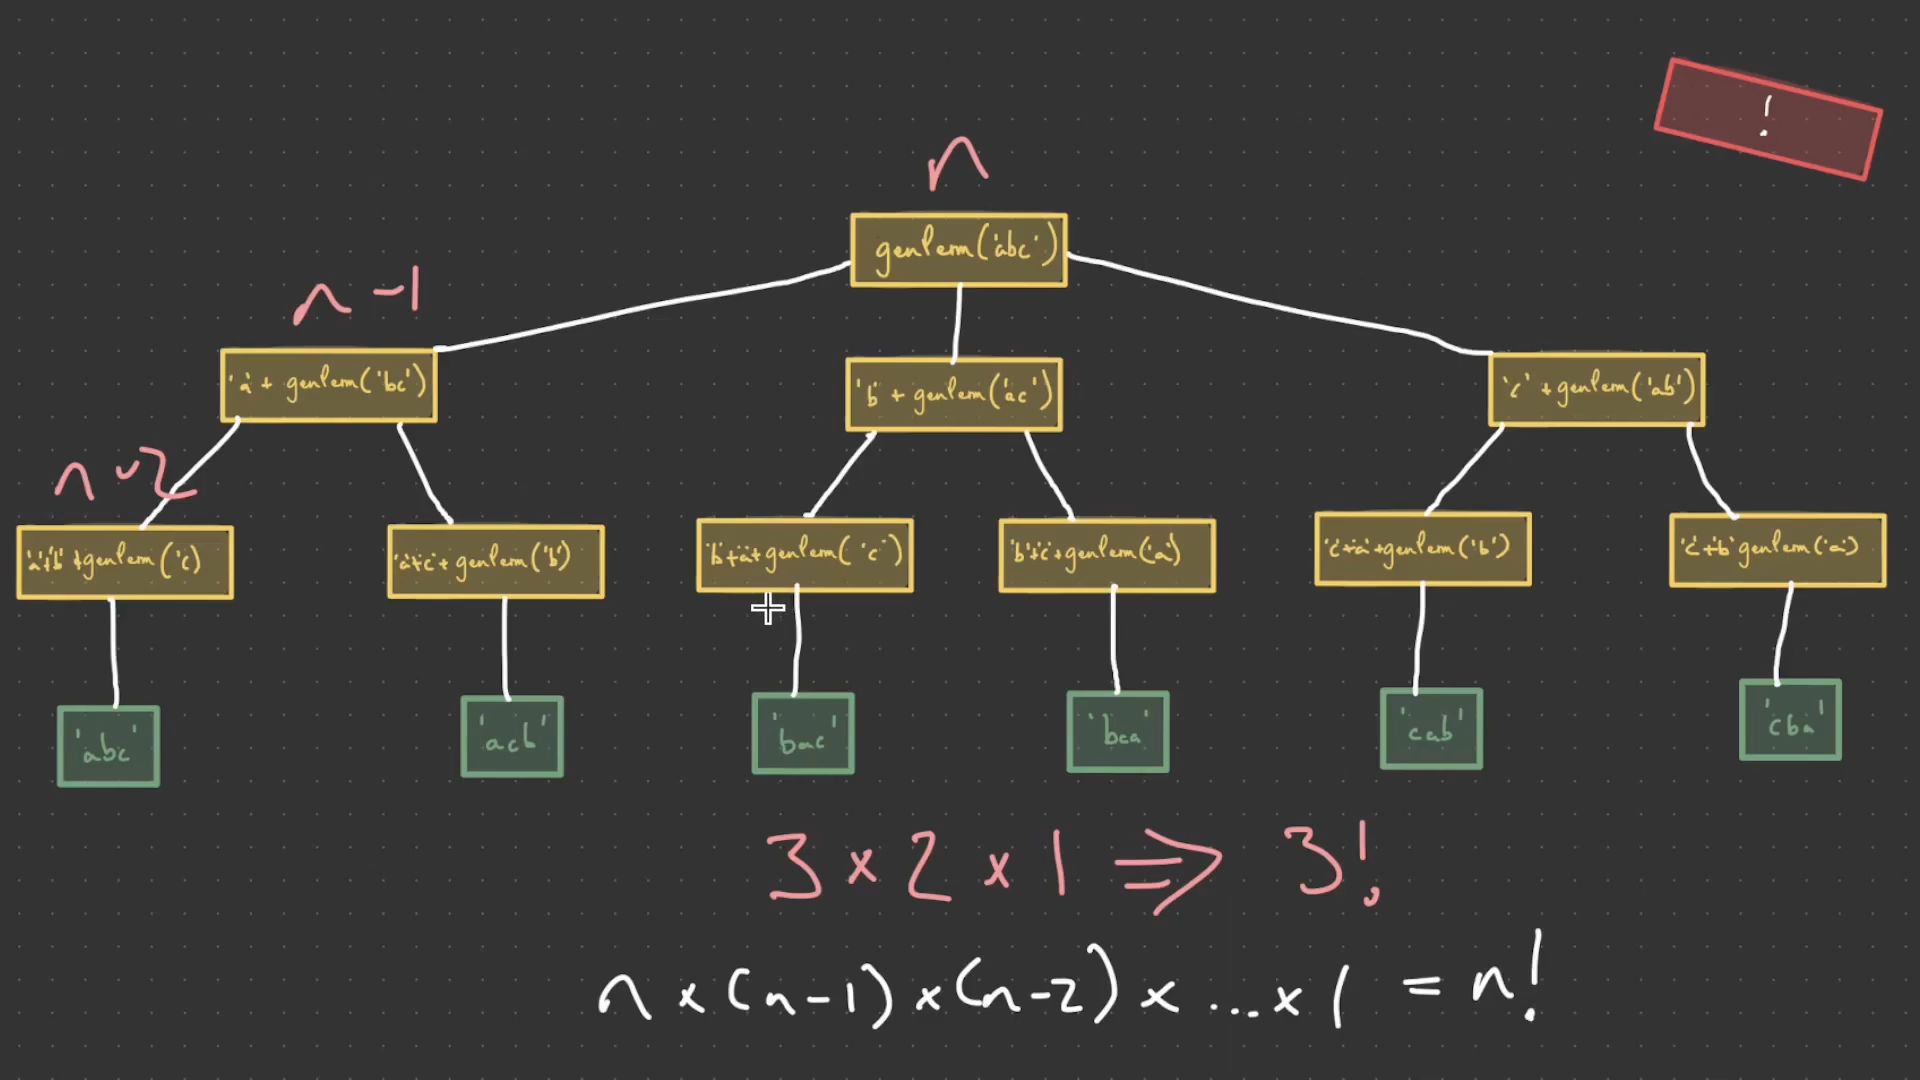 !
n
genPerm('abc')
n-1
'a' + genPerm('bc')
'b' + genPerm('ac')
'c' + genPerm('ab')
n-2
'a'+'b' +genPerm('c)
'a'+c'+ genPerm('b')
'b'+'a'+genPerm('c')
'b'+'c'+genPerm('a')
'c'+'a'+genPerm('b')
'c'+'b' genPerm('a')
'abc'
'acb'
'bac'
'bca'
'cab'
'cba'
3 × 2 × 1 ⇒ 3!
n × (n-1) × (n-2) × ... × 1 = n!